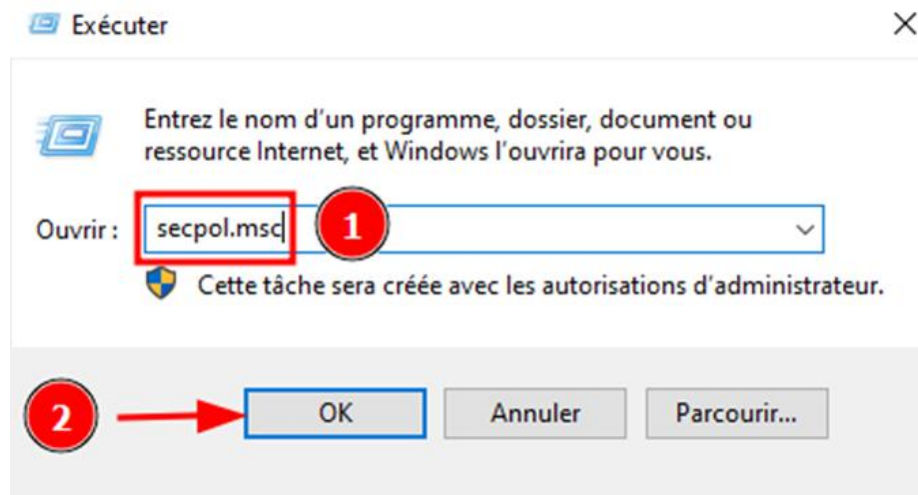 Exécuter
Entrez le nom d'un programme, dossier, document ou
ressource Internet, et Windows l'ouvrira pour vous.
Ouvrir : secpol.msc 1
Cette tâche sera créée avec les autorisations d'administrateur.
2 OK Annuler Parcourir...